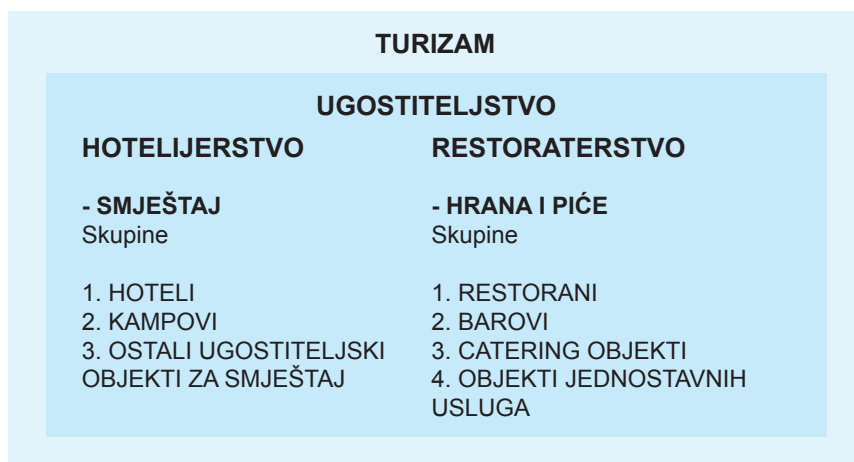 TURIZAM
UGOSTITELJSTVO
HOTELIJERSTVO
- SMJEŠTAJ
Skupine
1. HOTELI
2. KAMPOVI
3. OSTALI UGOSTITELJSKI
OBJEKTI ZA SMJEŠTAJ
RESTORATERSTVO
- HRANA I PIĆE
Skupine
1. RESTORANI
2. BAROVI
3. CATERING OBJEKTI
4. OBJEKTI JEDNOSTAVNIH
USLUGA